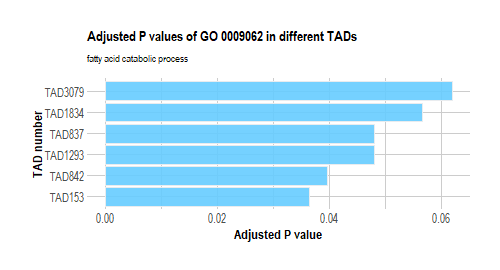 Adjusted P values of GO 0009062 in different TADs
fatty acid catabolic process
TAD3079
TAD1834
TAD837
TAD1293
TAD842
TAD153
TAD number
0.00 0.02 0.04 0.06
Adjusted P value